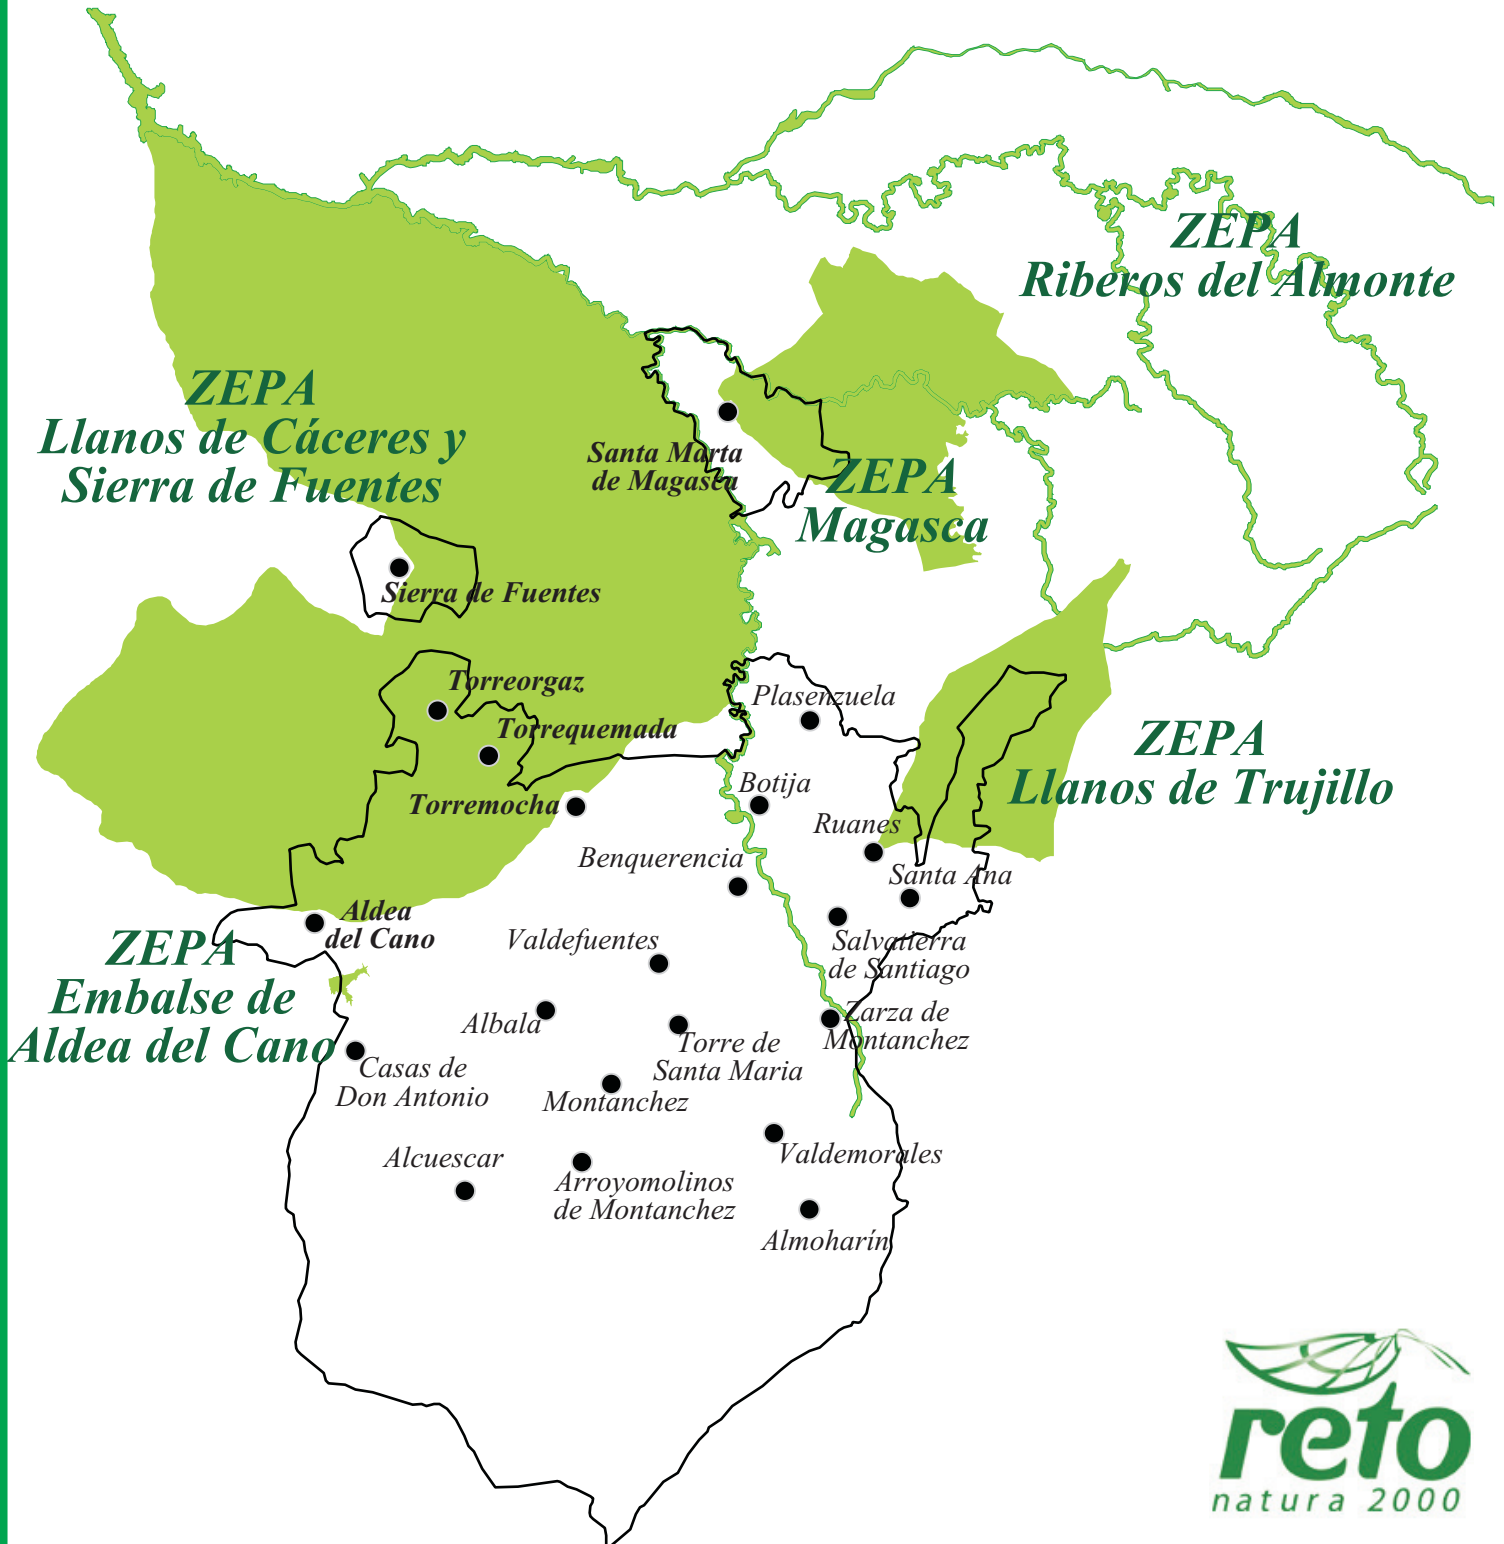 ZEPA
Riberos del Almonte
ZEPA
Llanos de Cáceres y
Sierra de Fuentes
Santa Marta
de Magasca
ZEPA
Magasca
Sierra de Fuentes
Torreorgaz
Torrequemada
Torremocha
Plasenzuela
ZEPA
Llanos de Trujillo
Botija
Ruanes
Benquerencia
Santa Ana
Aldea
del Cano
ZEPA
Embalse de
Aldea del Cano
Valdefuentes
Salvatierra
de Santiago
Albala
Zarza de
Montanchez
Torre de
Santa Maria
Casas de
Don Antonio
Montanchez
Alcuescar
Valdemorales
Arroyomolinos
de Montanchez
Almoharín
reto
natura 2000